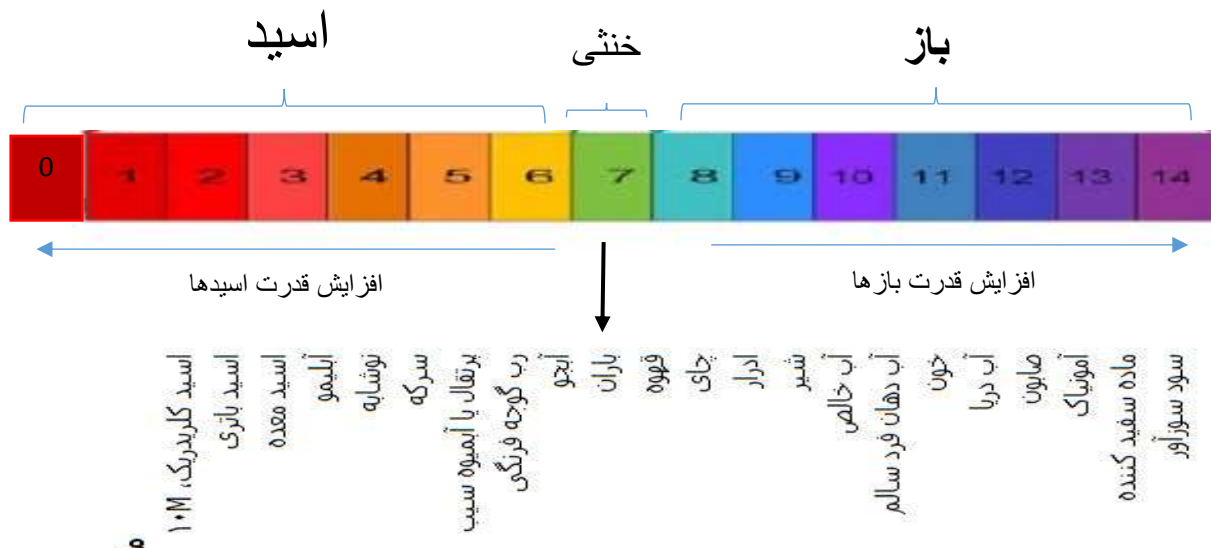 اسید
خنثی
باز
0 1 2 3 4 5 6 7 8 9 10 11 12 13 14
افزایش قدرت اسیدها
افزایش قدرت بازها
اسید کلریدریک، ۱۰M
اسید باتری
اسید معده
آبلیمو
نوشابه
سرکه
پرتقال یا آبمیوه سیب
رب گوجه فرنگی
آبجو
باران
قهوه
چای
ادرار
شیر
آب خالص
آب دهان فرد سالم
خون
آب دریا
صابون
آمونیاک
ماده سفید کننده
سود سوزآور